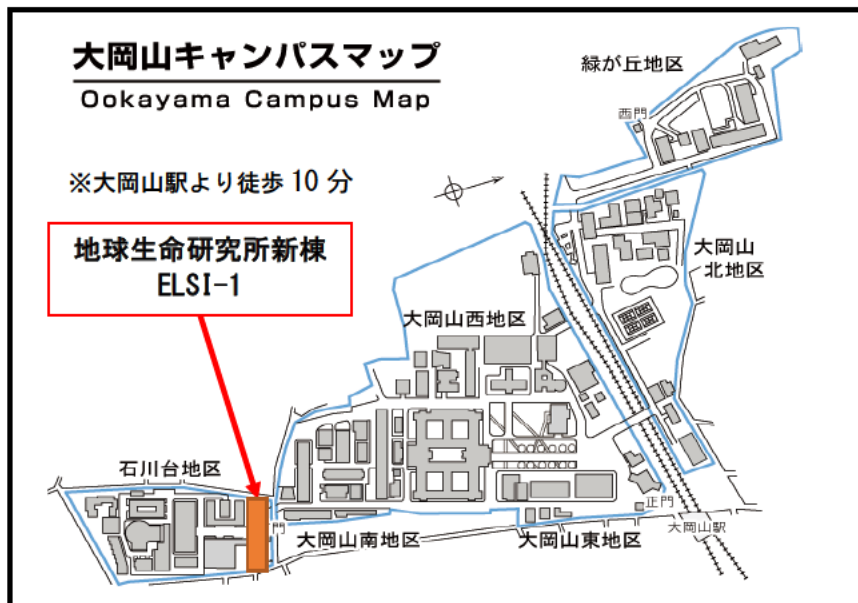 大岡山キャンパスマップ
Ookayama Campus Map
緑が丘地区
西門
※大岡山駅より徒歩 10 分
地球生命研究所新棟
ELSI-1
大岡山
北地区
大岡山西地区
石川台地区
門
大岡山南地区
大岡山東地区
正門
大岡山駅